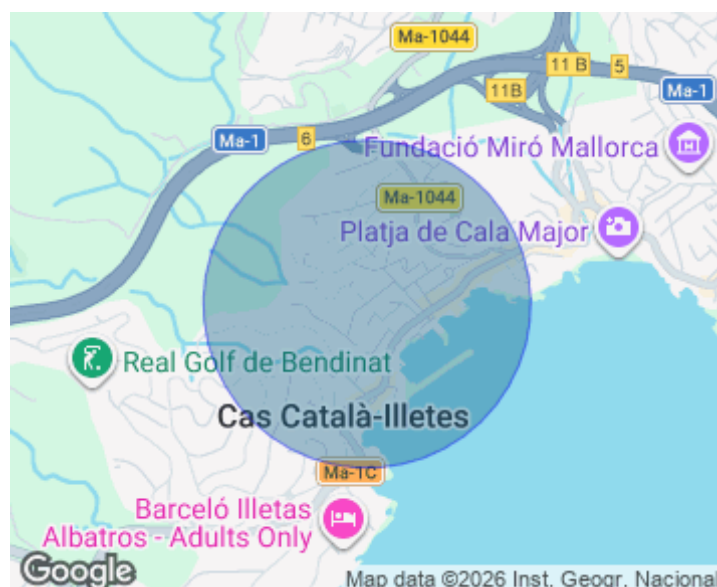 Ma-1044
11 B
5
11B
Ma-1
Ma-1
6
Fundació Miró Mallorca
Ma-1044
Platja de Cala Major
Real Golf de Bendinat
Cas Català-Illetes
Ma-1C
Barceló Illetas
Albatros - Adults Only
Google
Map data ©2026 Inst. Geogr. Nacional